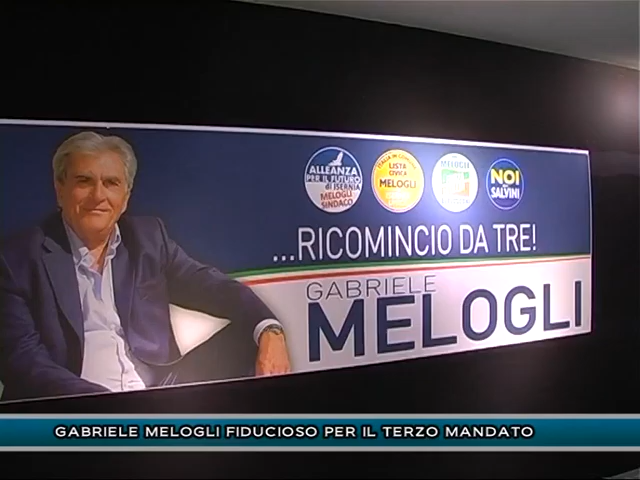 ALLEANZA
PER IL FUTURO
di ISERNIA
MELOGLI
SINDACO
LISTA
CIVICA
MELOGLI
MELOGLI
NOI
CON
SALVINI
...RICOMINCIO DA TRE!
GABRIELE
MELOGLI
GABRIELE MELOGLI FIDUCIOSO PER IL TERZO MANDATO